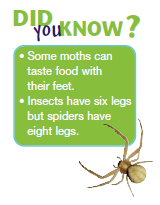 DID
you KNOW?
• Some moths can
taste food with
their feet.
• Insects have six legs
but spiders have
eight legs.